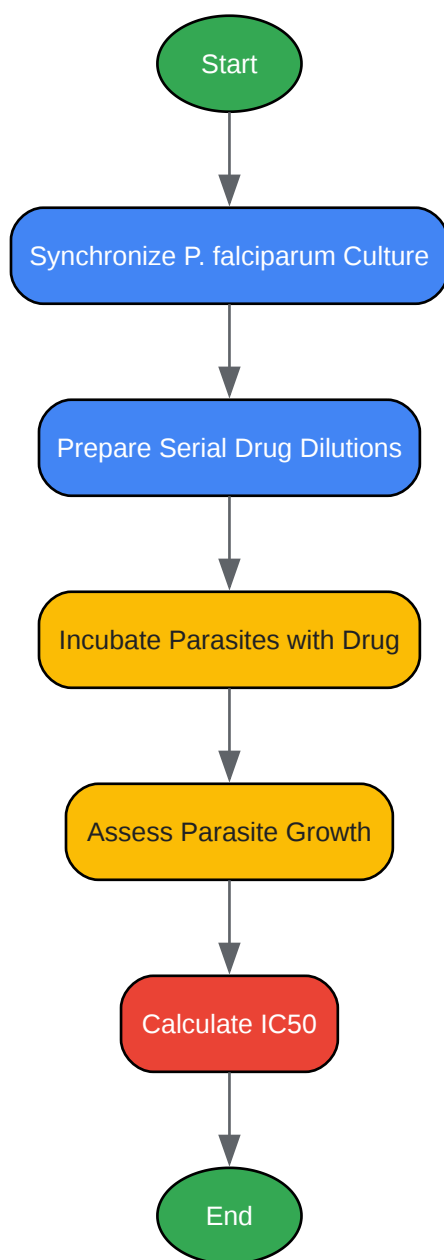 Start
Synchronize P. falciparum Culture
Prepare Serial Drug Dilutions
Incubate Parasites with Drug
Assess Parasite Growth
Calculate IC50
End